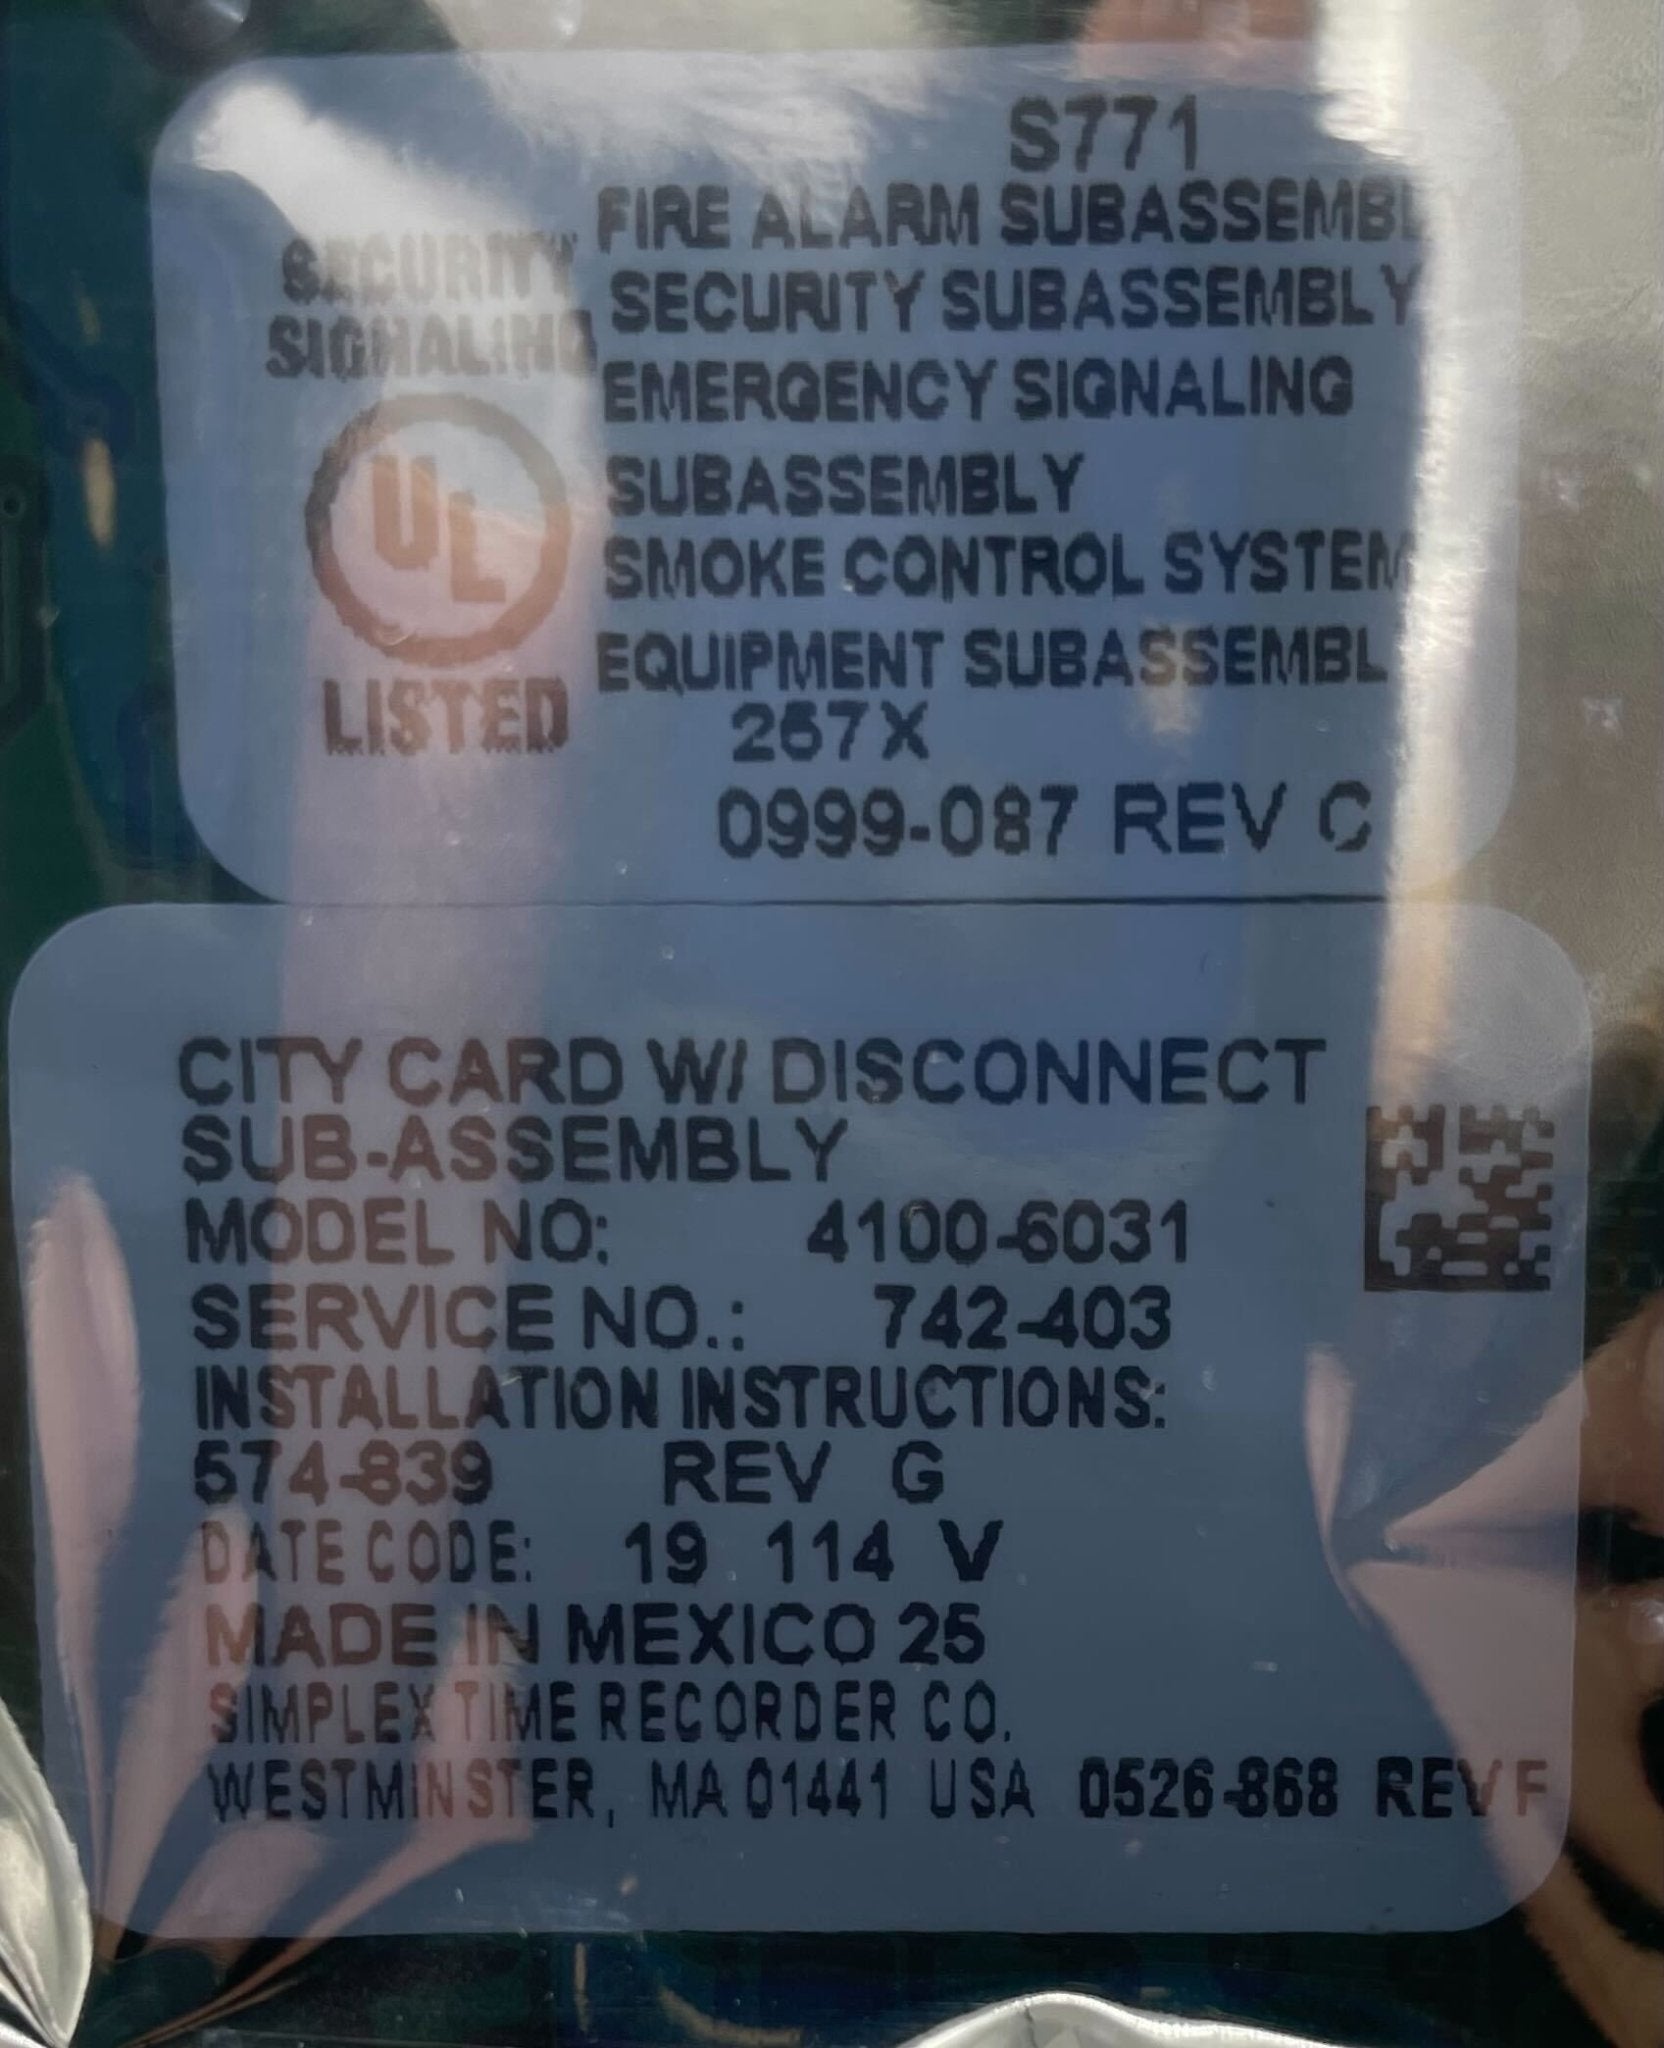 S771
FIRE ALARM SUBASSEMBL
SECURITY SUBASSEMBLY
EMERGENCY SIGNALING
SUBASSEMBLY
SMOKE CONTROL SYSTEM
EQUIPMENT SUBASSEMBL
267X
0999-087 REV C
SECURITY
SIGNALING
UL
LISTED
CITY CARD W/ DISCONNECT
SUB-ASSEMBLY
MODEL NO: 4100-6031
SERVICE NO.: 742-403
INSTALLATION INSTRUCTIONS:
574-839 REV G
DATE CODE: 19 114 V
MADE IN MEXICO 25
SIMPLEX TIME RECORDER CO.
WESTMINSTER, MA 01441 USA 0526-868 REV F